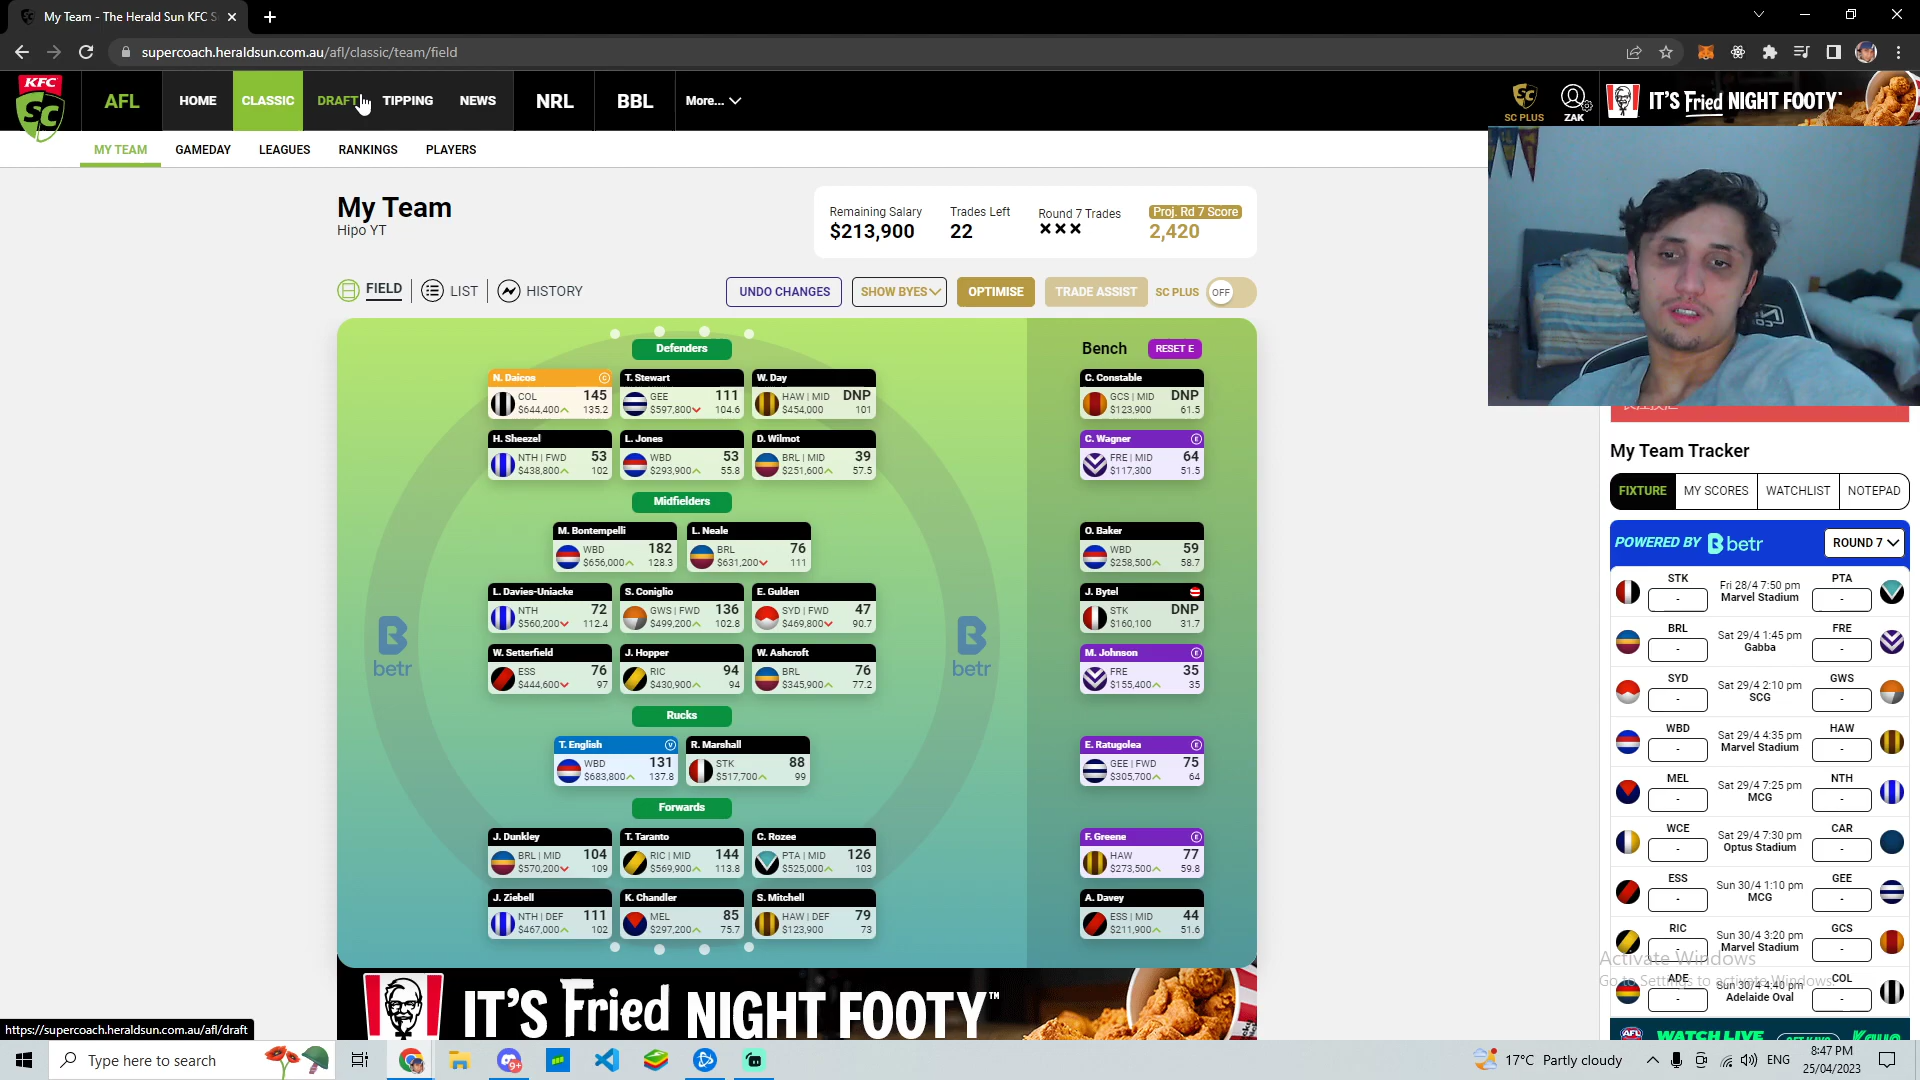 My Team - The Herald Sun KFC S
supercoach.heraldsun.com.au/afl/classic/team/field
KFC
SC
AFL
HOME
CLASSIC
DRAFT
TIPPING
NEWS
NRL
BBL
More...
SC PLUS
ZAK
IT'S Fried NIGHT FOOTY'
MY TEAM
GAMEDAY
LEAGUES
RANKINGS
PLAYERS
My Team
Hipo YT
Remaining Salary
$213,900
Trades Left
22
Round 7 Trades
Proj. Rd 7 Score
2,420
FIELD
LIST
HISTORY
UNDO CHANGES
SHOW BYES
OPTIMISE
TRADE ASSIST
SC PLUS
OFF
Defenders
Bench
RESET E
N. Daicos C
COL 145
$644,400 135.2
T. Stewart
GEE 111
$597,800 104.6
W. Day
HAW | MID DNP
$454,000 101
C. Constable
GCS | MID DNP
$123,900 61.5
H. Sheezel
NTH | FWD 53
$438,800 102
L. Jones
WBD 53
$293,900 55.8
D. Wilmot
BRL | MID 39
$251,600 57.5
C. Wagner E
FRE | MID 64
$117,300 51.5
Midfielders
M. Bontempelli
WBD 182
$656,000 128.3
L. Neale
BRL 76
$631,200 111
O. Baker
WBD 59
$258,500 58.7
L. Davies-Uniacke
NTH 72
$560,200 112.4
S. Coniglio
GWS | FWD 136
$499,200 102.8
E. Gulden
SYD | FWD 47
$469,800 90.7
J. Bytel
STK DNP
$160,100 31.7
W. Setterfield
ESS 76
$444,600 97
J. Hopper
RIC 94
$430,900 94
W. Ashcroft
BRL 76
$345,900 77.2
M. Johnson E
FRE 35
$155,400 35
betr
betr
Rucks
T. English V
WBD 131
$683,800 137.8
R. Marshall
STK 88
$517,700 99
E. Ratugolea E
GEE | FWD 75
$305,700 64
Forwards
J. Dunkley
BRL | MID 104
$570,200 109
T. Taranto
RIC | MID 144
$569,900 113.8
C. Rozee
PTA | MID 126
$525,000 103
F. Greene E
HAW 77
$273,500 59.8
J. Ziebell
NTH | DEF 111
$467,000 102
K. Chandler
MEL 85
$297,200 75.7
S. Mitchell
HAW | DEF 79
$123,900 73
A. Davey
ESS | MID 44
$211,900 51.6
IT'S Fried NIGHT FOOTY™
My Team Tracker
FIXTURE
MY SCORES
WATCHLIST
NOTEPAD
POWERED BY betr
ROUND 7
STK Fri 28/4 7:50 pm PTA
- Marvel Stadium -
BRL Sat 29/4 1:45 pm FRE
- Gabba -
SYD Sat 29/4 2:10 pm GWS
- SCG -
WBD Sat 29/4 4:35 pm HAW
- Marvel Stadium -
MEL Sat 29/4 7:25 pm NTH
- MCG -
WCE Sat 29/4 7:30 pm CAR
- Optus Stadium -
ESS Sun 30/4 1:10 pm GEE
- MCG -
RIC Sun 30/4 3:20 pm GCS
- Marvel Stadium -
ADE Sun 30/4 4:40 pm COL
- Adelaide Oval -
Activate Windows
Go to Settings to activate Windows.
AFL WATCH LIVE Kayo
https://supercoach.heraldsun.com.au/afl/draft
Type here to search
9+
17°C Partly cloudy
ENG
8:47 PM
25/04/2023